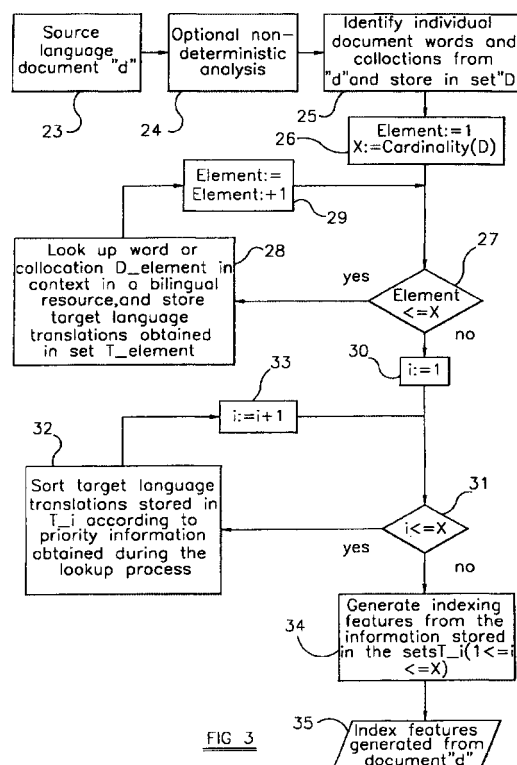 Source
language
document "d"
23
Optional non-
deterministic
analysis
24
Identify individual
document words and
colloctions from
"d"and store in set"D
25
Element:=1
X:=Cardinality(D)
26
Element:=
Element:+1
29
Look up word or
collocation D_element in
context in a bilingual
resource,and store
target language
translations obtained
in set T_element
28
yes
Element
<=X
27
no
i:=1
30
i:=i+1
33
32
Sort target language
translations stored in
T_i according to
priority information
obtained during the
lookup process
yes
i<=X
31
no
Generate indexing
features from the
information stored
in the setsT_i(1<=i
<=X)
34
35
Index features
generated from
document"d"
FIG 3